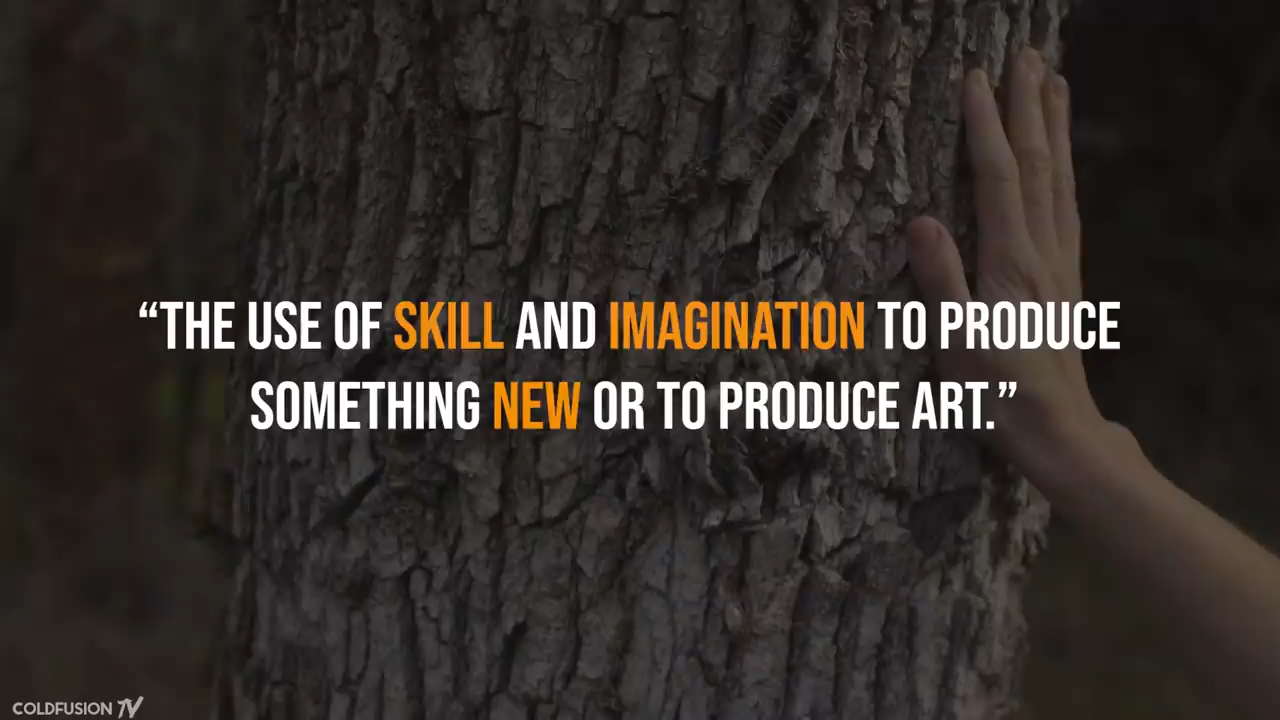 “THE USE OF SKILL AND IMAGINATION TO PRODUCE
SOMETHING NEW OR TO PRODUCE ART.”
COLDFUSION TV